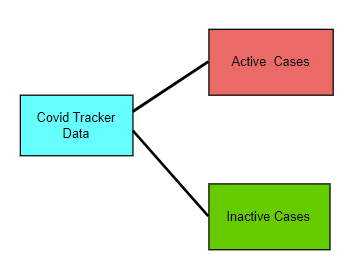 Active  Cases
Covid Tracker
Data
Inactive Cases